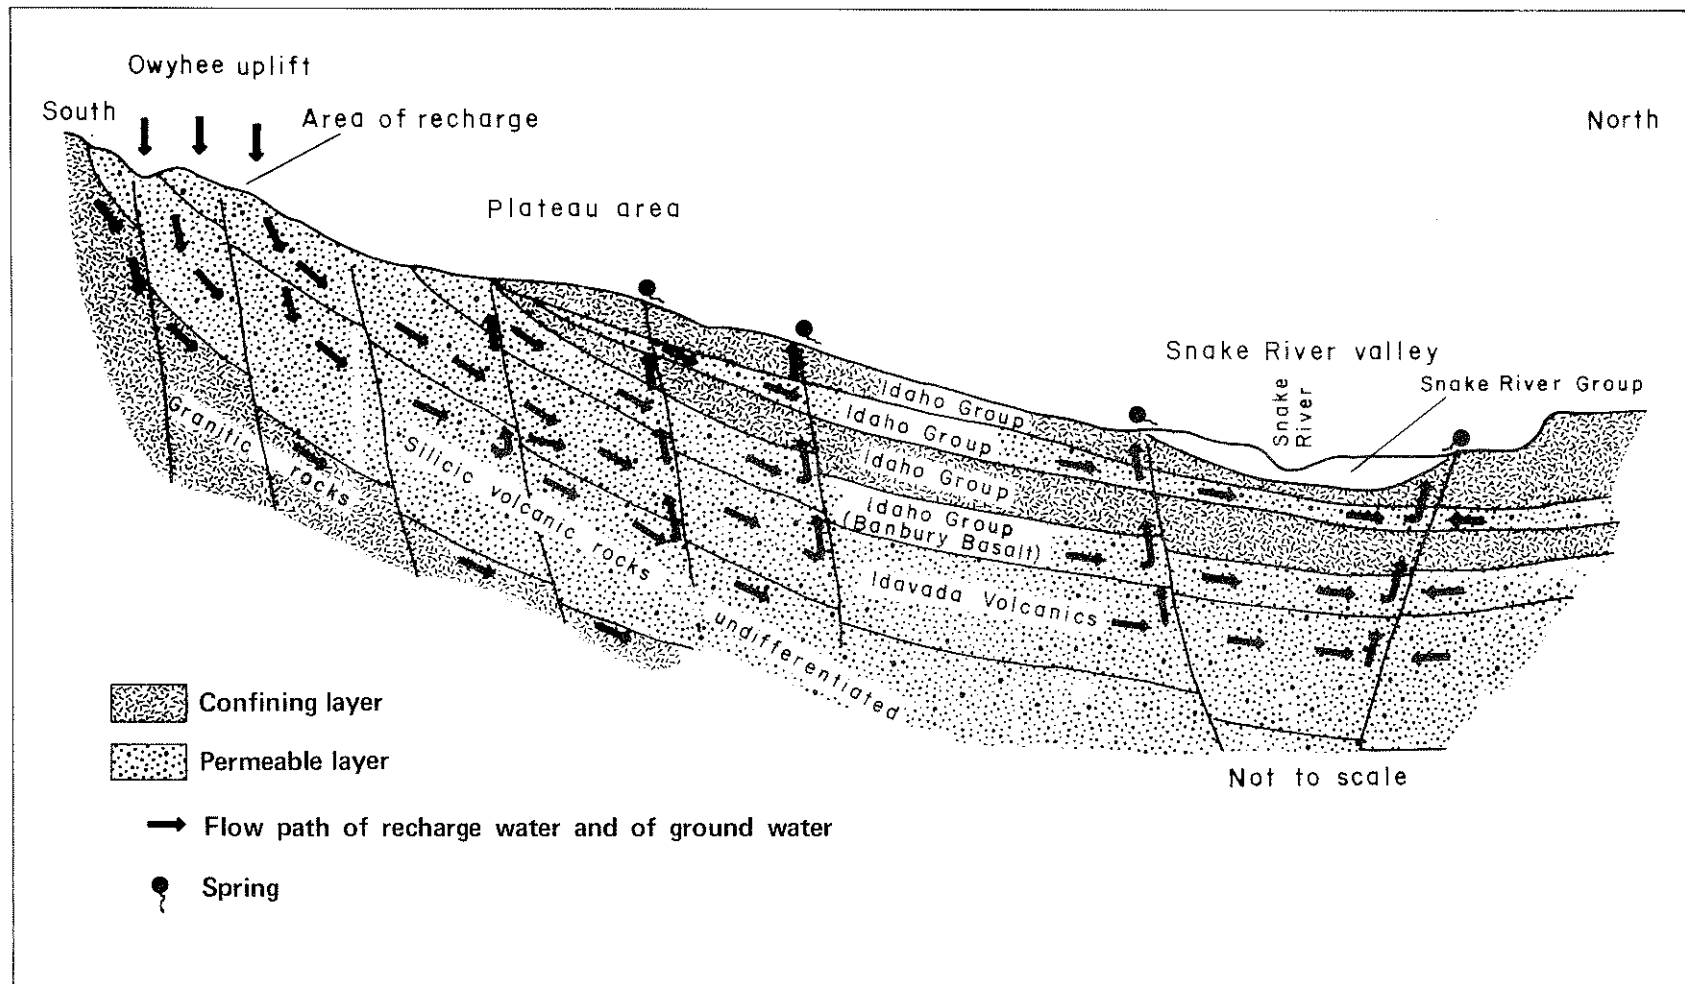 Owyhee uplift
South
Area of recharge
North
Plateau area
Snake River valley
Snake River Group
Snake
River
Idaho Group
Idaho Group
Idaho Group
Idaho Group
(Banbury Basalt)
Idavada Volcanics
Granitic
rocks
Silicic volcanic rocks
undifferentiated
Confining layer
Permeable layer
Not to scale
Flow path of recharge water and of ground water
Spring